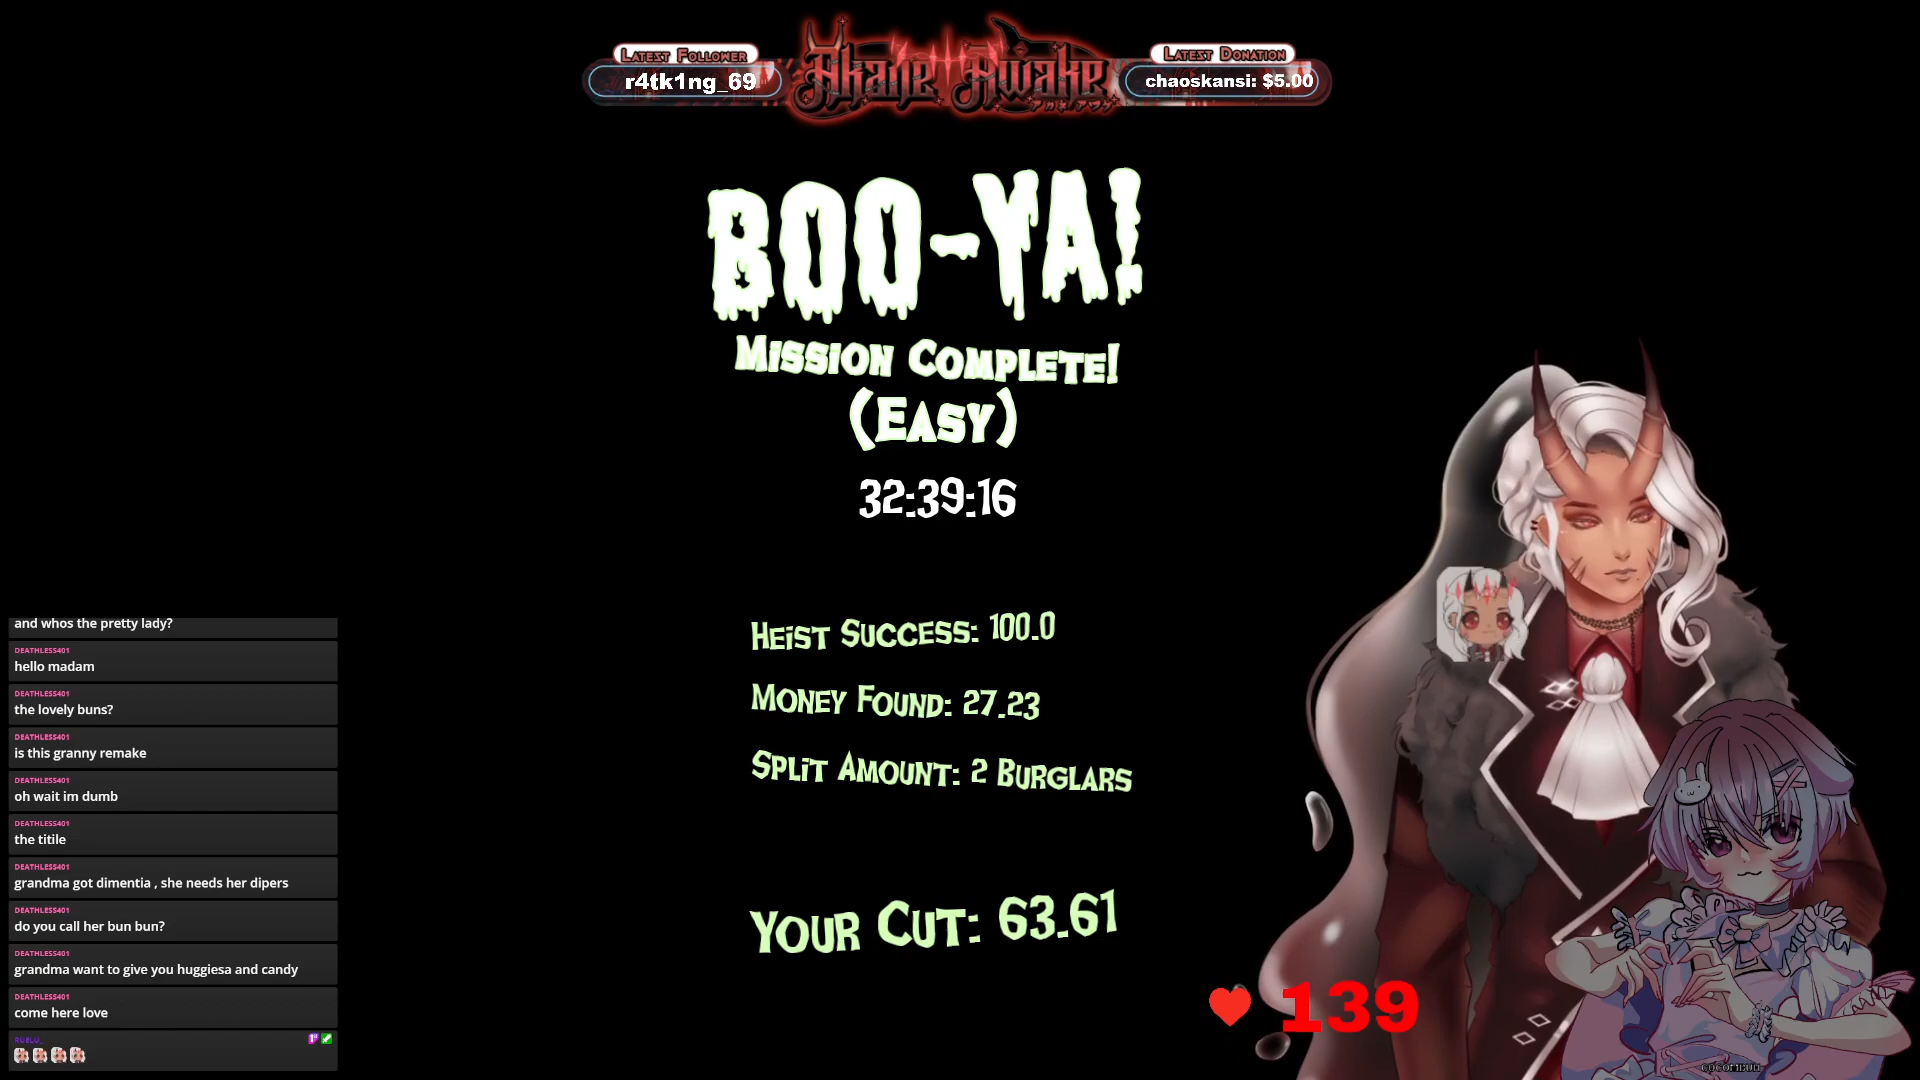 Latest Follower
r4tk1ng_69
Akane Awake
Latest Donation
chaoskansi: $5.00
BOO-YA!
Mission Complete!
(Easy)
32:39:16
Heist Success: 100.0
Money Found: 27.23
Split Amount: 2 Burglars
Your Cut: 63.61
139
and whos the pretty lady?
DEATHLESS401
hello madam
DEATHLESS401
the lovely buns?
DEATHLESS401
is this granny remake
DEATHLESS401
oh wait im dumb
DEATHLESS401
the titile
DEATHLESS401
grandma got dimentia , she needs her dipers
DEATHLESS401
do you call her bun bun?
DEATHLESS401
grandma want to give you huggiesa and candy
DEATHLESS401
come here love